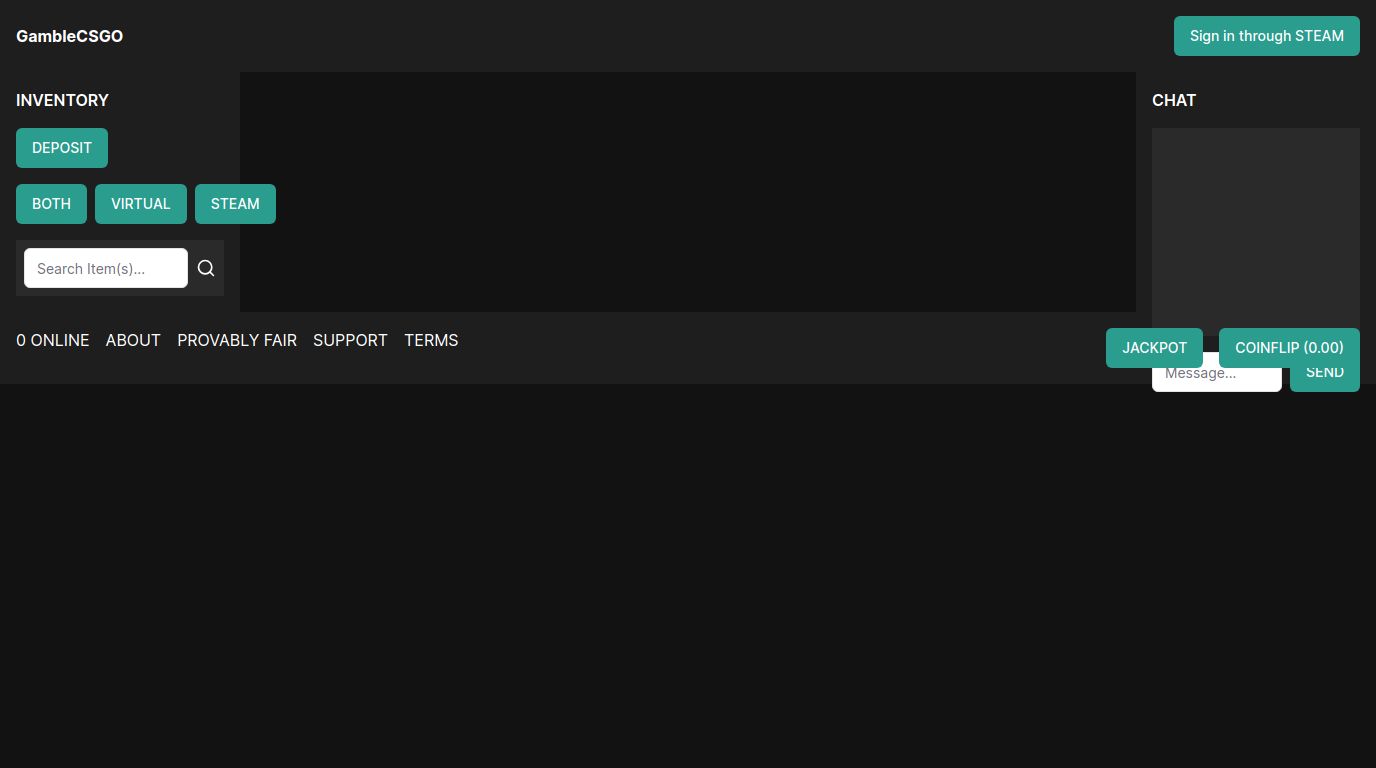 GambleCSGO
Sign in through STEAM
INVENTORY
DEPOSIT
BOTH VIRTUAL STEAM
Search Item(s)...
CHAT
0 ONLINE ABOUT PROVABLY FAIR SUPPORT TERMS
JACKPOT COINFLIP (0.00)
Message... SEND